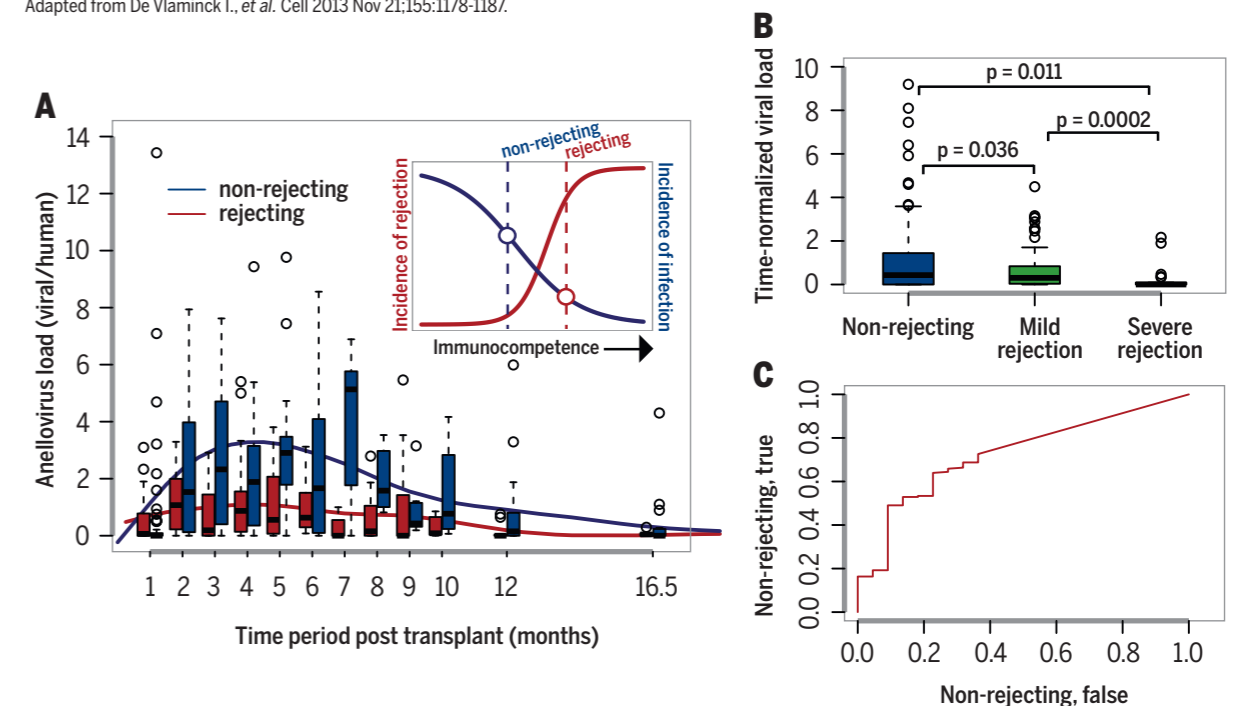 Adapted from De Vlaminck I., et al. Cell 2013 Nov 21;155:1178-1187.
A
Anellovirus load (viral/human)
14
12
10
8
6
4
2
0
non-rejecting
rejecting
non-rejecting
rejecting
Incidence of rejection
Incidence of infection
Immunocompetence
1 2 3 4 5 6 7 8 9 10 12 16.5
Time period post transplant (months)
B
Time-normalized viral load
10
8
6
4
2
0
p = 0.011
p = 0.0002
p = 0.036
Non-rejecting
Mild
rejection
Severe
rejection
C
Non-rejecting, true
1.0
0.8
0.6
0.4
0.2
0.0
0.0 0.2 0.4 0.6 0.8 1.0
Non-rejecting, false